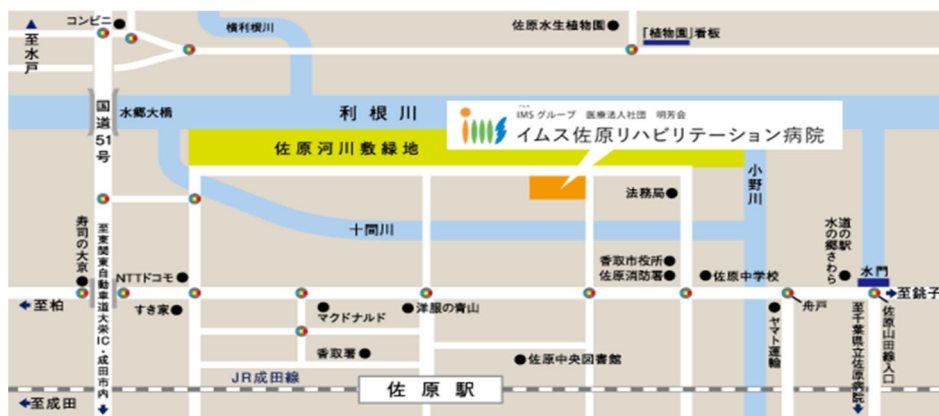 コンビニ
至水戸
横利根川
佐原水生植物園
「植物園」看板
国道51号
水郷大橋
利根川
IMSグループ 医療法人社団 明芳会
イムス佐原リハビリテーション病院
佐原河川敷緑地
小野川
法務局
十間川
寿司の大京
至東関東自動車道大栄IC・成田市内
NTTドコモ
香取市役所
佐原消防署
佐原中学校
道の駅
水の郷さわら
水門
至柏
すき家
マクドナルド
洋服の青山
ヤマト運輸
舟戸
至銚子
佐原山田線入口
至千葉県立佐原病院
香取署
佐原中央図書館
JR成田線
佐原駅
至成田